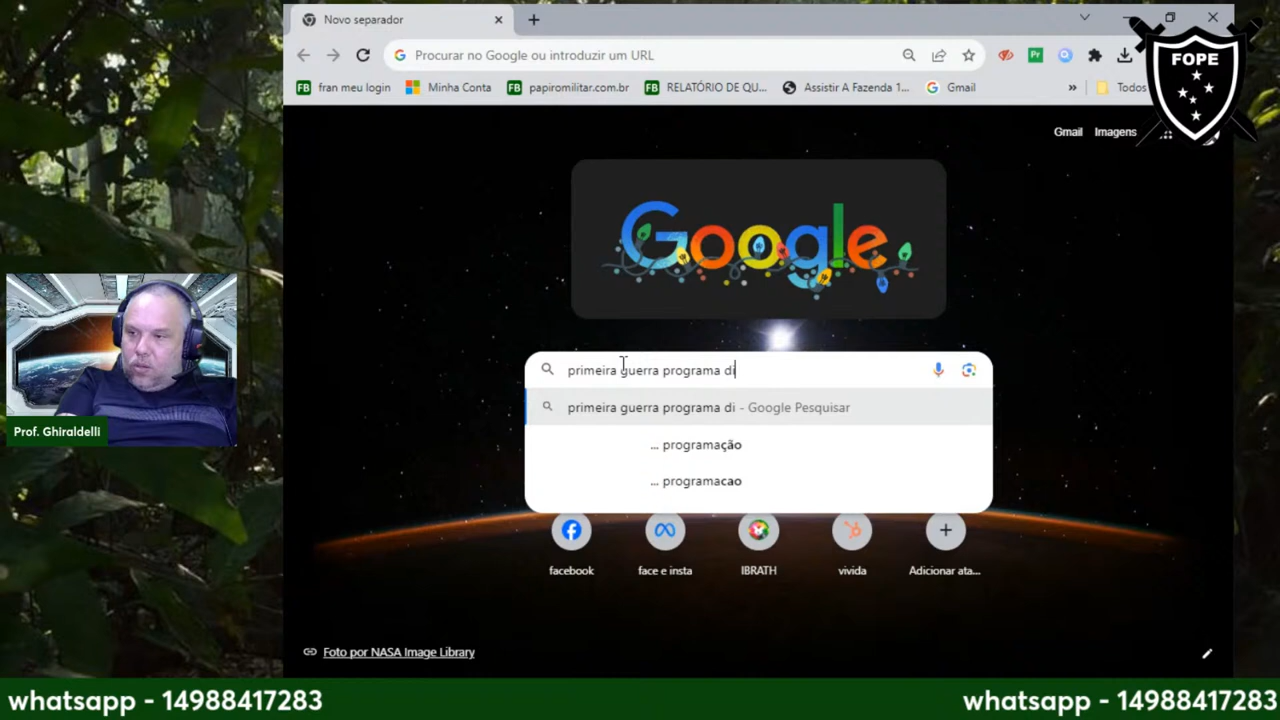 Novo separador
Procurar no Google ou introduzir um URL
fran meu login
Minha Conta
papiromilitar.com.br
RELATÓRIO DE QU...
Assistir A Fazenda 1...
Gmail
»
Todos
FOPE
Gmail
Imagens
Google
primeira guerra programa di
primeira guerra programa di - Google Pesquisar
... programação
... programacao
facebook
face e insta
IBRATH
vivida
Adicionar ata...
Prof. Ghiraldelli
Foto por NASA Image Library
whatsapp - 14988417283
whatsapp - 14988417283